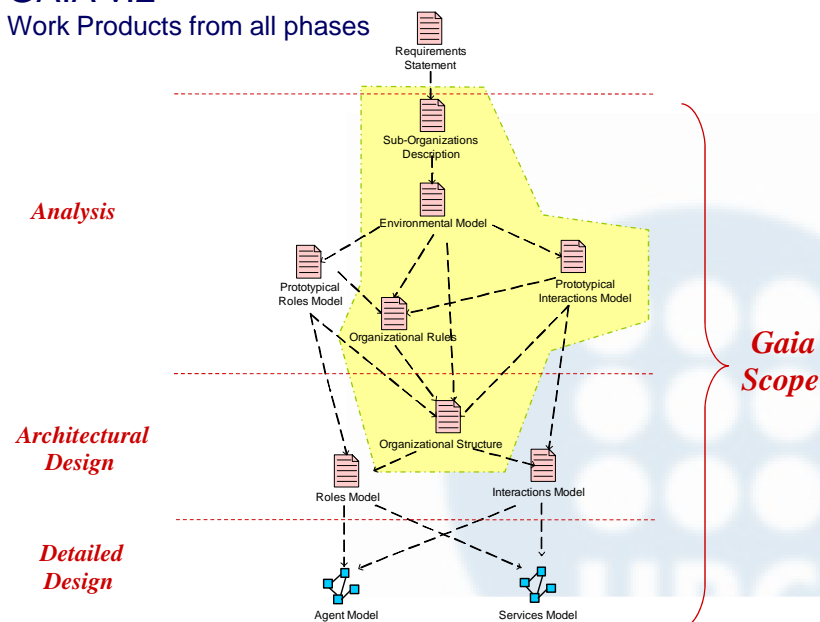 Work Products from all phases
Requirements
Statement
Sub-Organizations
Description
Analysis
Environmental Model
Prototypical
Roles Model
Prototypical
Interactions Model
Organizational Rules
Gaia
Scope
Architectural
Design
Organizational Structure
Roles Model
Interactions Model
Detailed
Design
Agent Model
Services Model